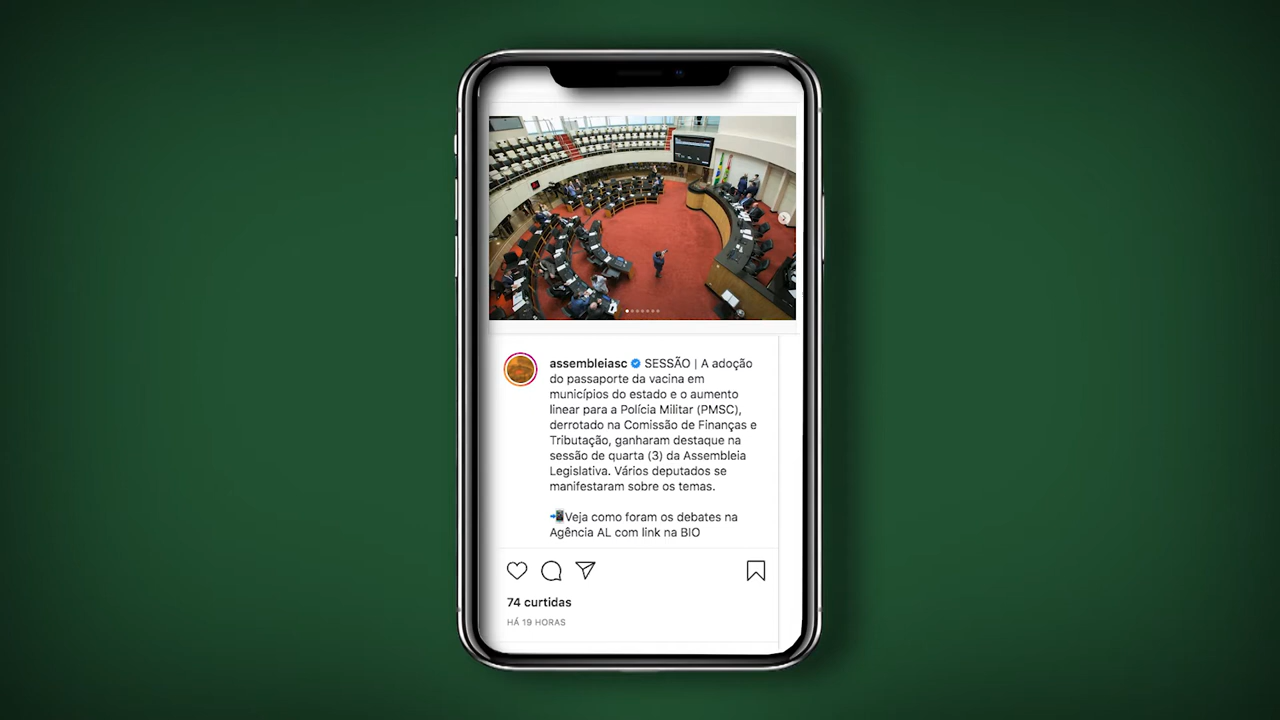 assembleiasc SESSÃO | A adoção
do passaporte da vacina em
municípios do estado e o aumento
linear para a Polícia Militar (PMSC),
derrotado na Comissão de Finanças e
Tributação, ganharam destaque na
sessão de quarta (3) da Assembleia
Legislativa. Vários deputados se
manifestaram sobre os temas.
📲Veja como foram os debates na
Agência AL com link na BIO
74 curtidas
HÁ 19 HORAS